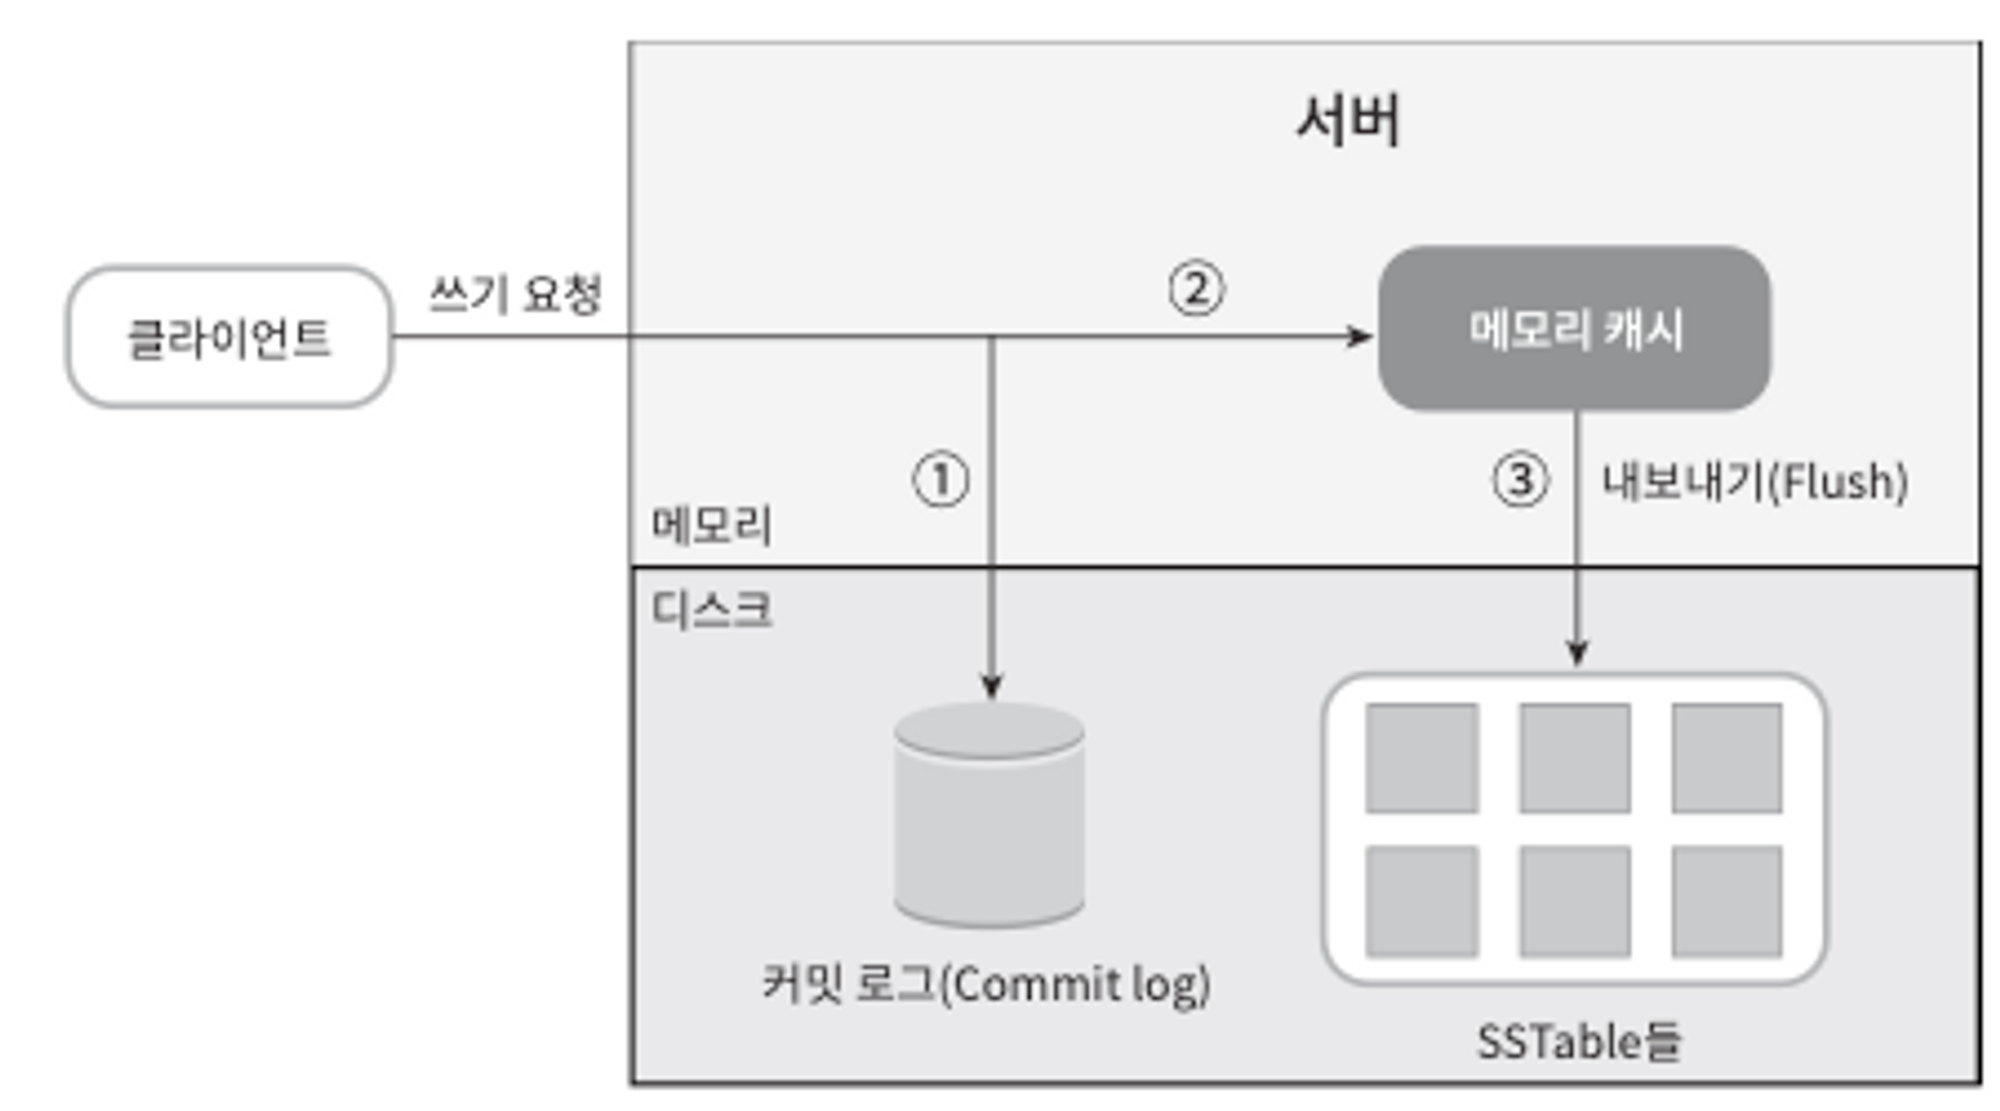 서버
클라이언트
쓰기 요청
②
메모리 캐시
①
③
내보내기(Flush)
메모리
디스크
커밋 로그(Commit log)
SSTable들